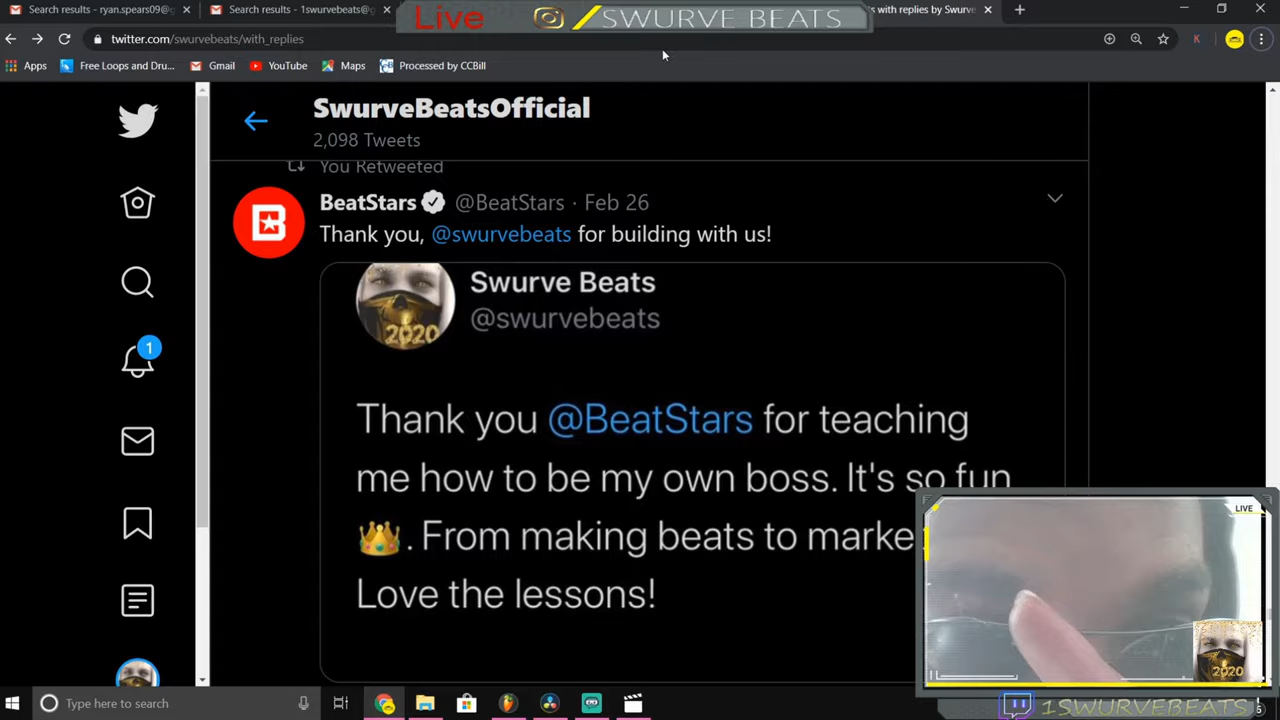 Search results - ryan.spears09@g
Search results - 1swurvebeats@g
s with replies by Swurve
Live
SWURVE BEATS
twitter.com/swurvebeats/with_replies
K
Apps
Free Loops and Dru...
Gmail
YouTube
Maps
Processed by CCBill
SwurveBeatsOfficial
2,098 Tweets
You Retweeted
BeatStars @BeatStars · Feb 26
Thank you, @swurvebeats for building with us!
Swurve Beats
@swurvebeats
2020
Thank you @BeatStars for teaching
me how to be my own boss. It's so fun
. From making beats to marke
Love the lessons!
1
LIVE
2020
Type here to search
1SWURVEBEATS